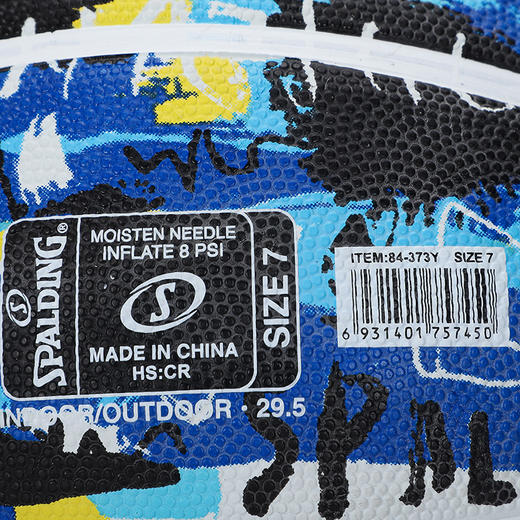 SPALDING®
MOISTEN NEEDLE
INFLATE 8 PSI
S
MADE IN CHINA
HS:CR
SIZE 7
INDOOR/OUTDOOR · 29.5
ITEM:84-373Y SIZE 7
6 931401 757450
SPAL